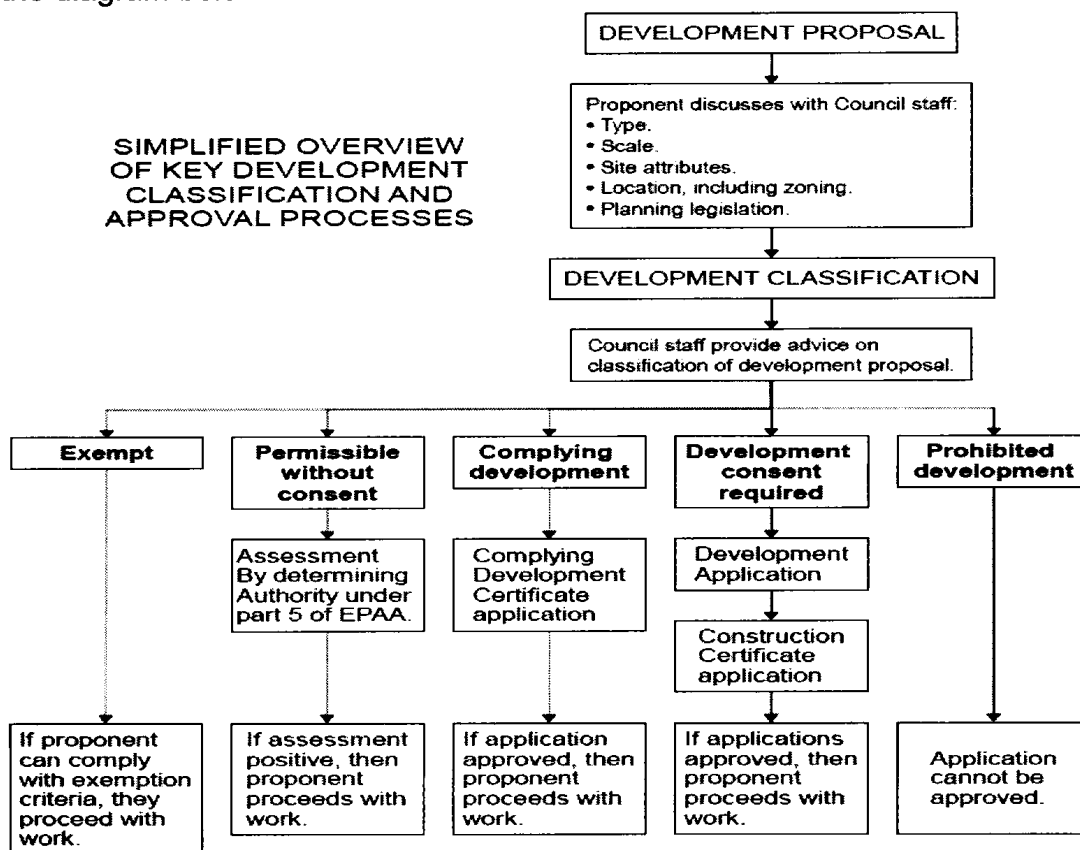 DEVELOPMENT PROPOSAL
Proponent discusses with Council staff:
• Type.
• Scale.
• Site attributes.
• Location, including zoning.
• Planning legislation.
SIMPLIFIED OVERVIEW
OF KEY DEVELOPMENT
CLASSIFICATION AND
APPROVAL PROCESSES
DEVELOPMENT CLASSIFICATION
Council staff provide advice on
classification of development proposal.
Exempt
Permissible
without
consent
Complying
development
Development
consent
required
Prohibited
development
Assessment
By determining
Authority under
part 5 of EPAA.
Complying
Development
Certificate
application
Development
Application
Construction
Certificate
application
If proponent
can comply
with exemption
criteria, they
proceed with
work.
If assessment
positive, then
proponent
proceeds with
work.
If application
approved, then
proponent
proceeds with
work.
If applications
approved, then
proponent
proceeds with
work.
Application
cannot be
approved.